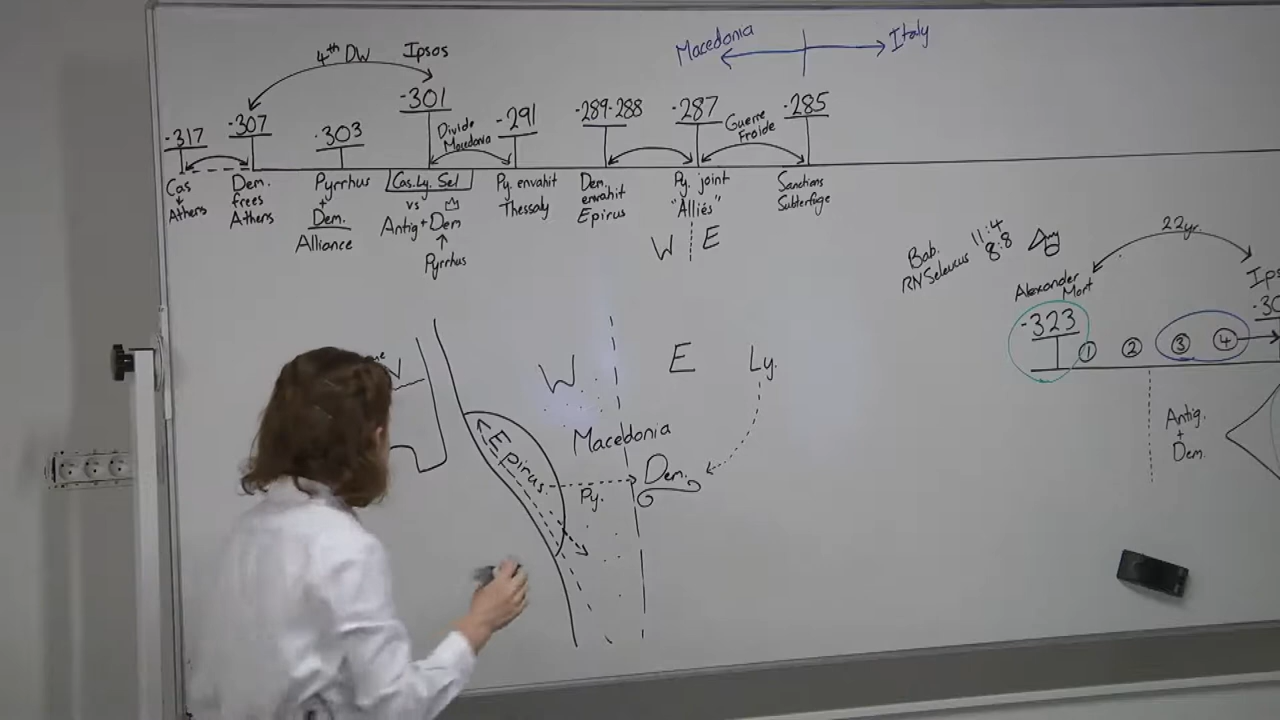 Macedonia
Italy
4th DW
Ipsos
-317
-307
-303
-301
Divide
Macedonia
-291
-289-288
-287
Guerre
Froide
-285
Cas
Athens
Dem.
frees
Athens
Pyrrhus
+
Dem.
Alliance
Cas. Ly. Sel
vs
Antig + Dem
Pyrrhus
Py. envahit
Thessaly
Dem.
envahit
Epirus
Py. joint
"Alliés"
W E
Sanctions
Subterfuge
Bab.
RN Seleucus
11:4
8:8
22yr.
Alexander
Mort
-323
① ② ③ ④
Antig.
+
Dem.
W
E
Ly.
Macedonia
Epirus
Py.
Dem.